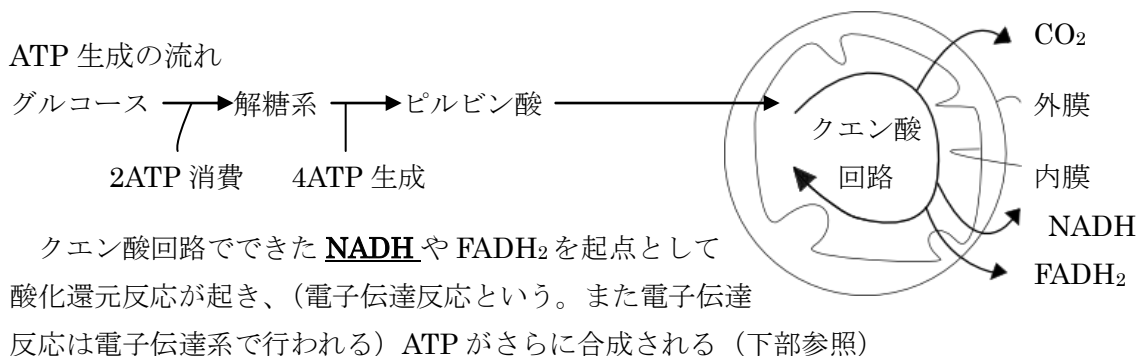 ATP 生成の流れ
グルコース 解糖系 ピルビン酸
2ATP 消費 4ATP 生成
クエン酸
回路
CO₂
外膜
内膜
NADH
FADH₂
クエン酸回路でできた NADH や FADH₂を起点として
酸化還元反応が起き、（電子伝達反応という。また電子伝達
反応は電子伝達系で行われる）ATP がさらに合成される（下部参照）